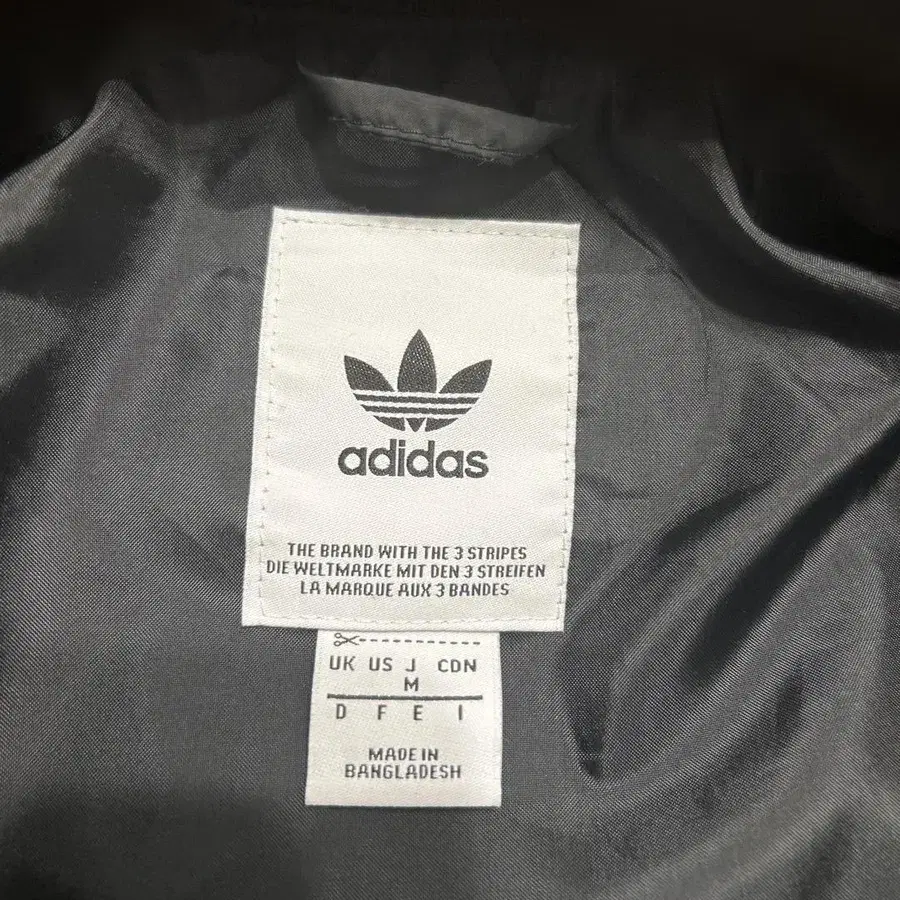 adidas
THE BRAND WITH THE 3 STRIPES
DIE WELTMARKE MIT DEN 3 STREIFEN
LA MARQUE AUX 3 BANDES
UK US J CDN
M
D F E I
MADE IN
BANGLADESH